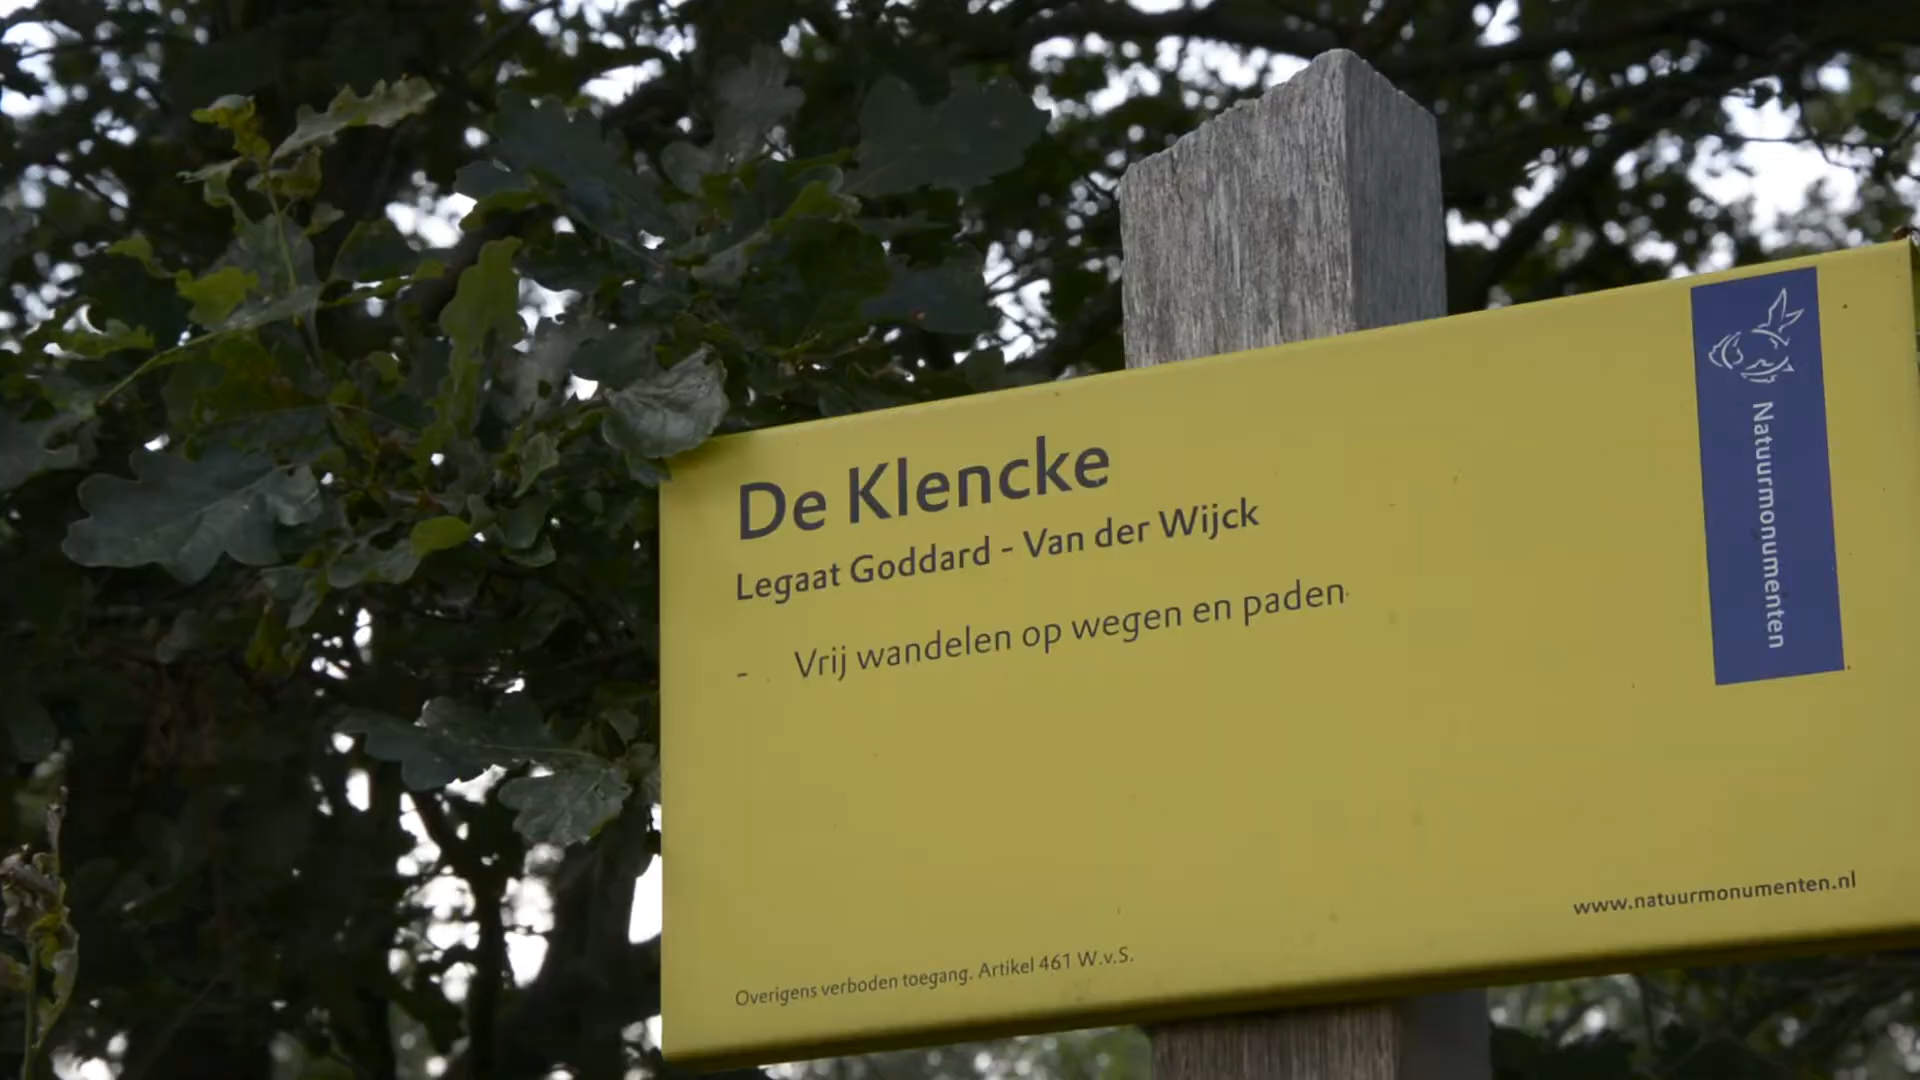 De Klencke
Legaat Goddard - Van der Wijck
- Vrij wandelen op wegen en paden
Natuurmonumenten
www.natuurmonumenten.nl
Overigens verboden toegang. Artikel 461 W.v.S.